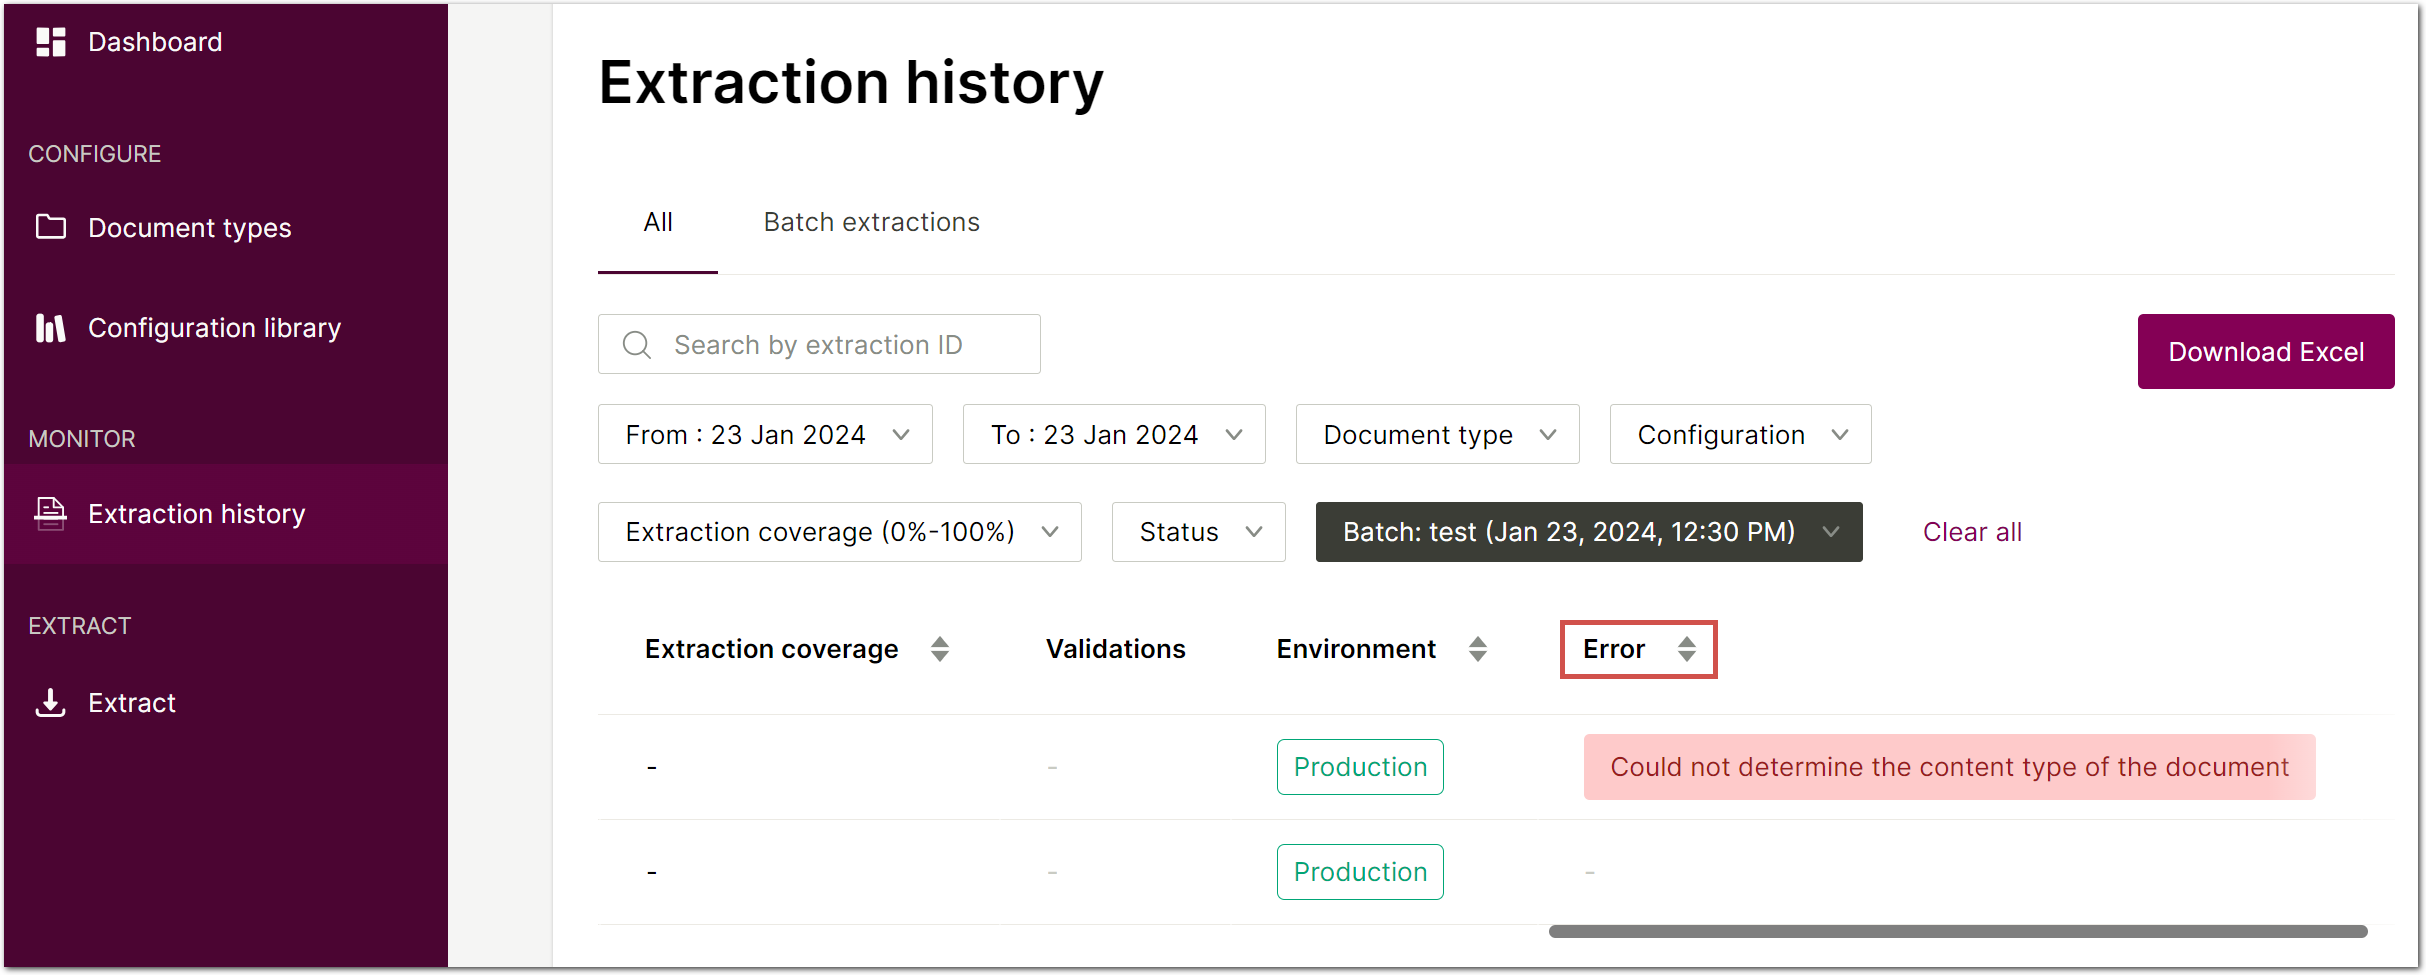 Dashboard
CONFIGURE
Document types
Configuration library
MONITOR
Extraction history
EXTRACT
Extract
Extraction history
All
Batch extractions
Search by extraction ID
Download Excel
From : 23 Jan 2024
To : 23 Jan 2024
Document type
Configuration
Extraction coverage (0%-100%)
Status
Batch: test (Jan 23, 2024, 12:30 PM)
Clear all
Extraction coverage
Validations
Environment
Error
-
-
Production
Could not determine the content type of the document
-
-
Production
-